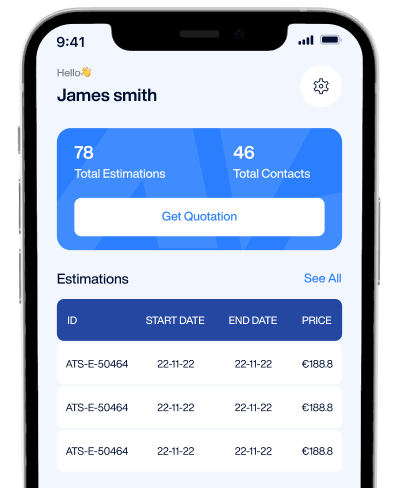 9:41
Hello👋
James smith
78 46
Total Estimations Total Contacts
Get Quotation
Estimations See All
ID START DATE END DATE PRICE
ATS-E-50464 22-11-22 22-11-22 €188.8
ATS-E-50464 22-11-22 22-11-22 €188.8
ATS-E-50464 22-11-22 22-11-22 €188.8